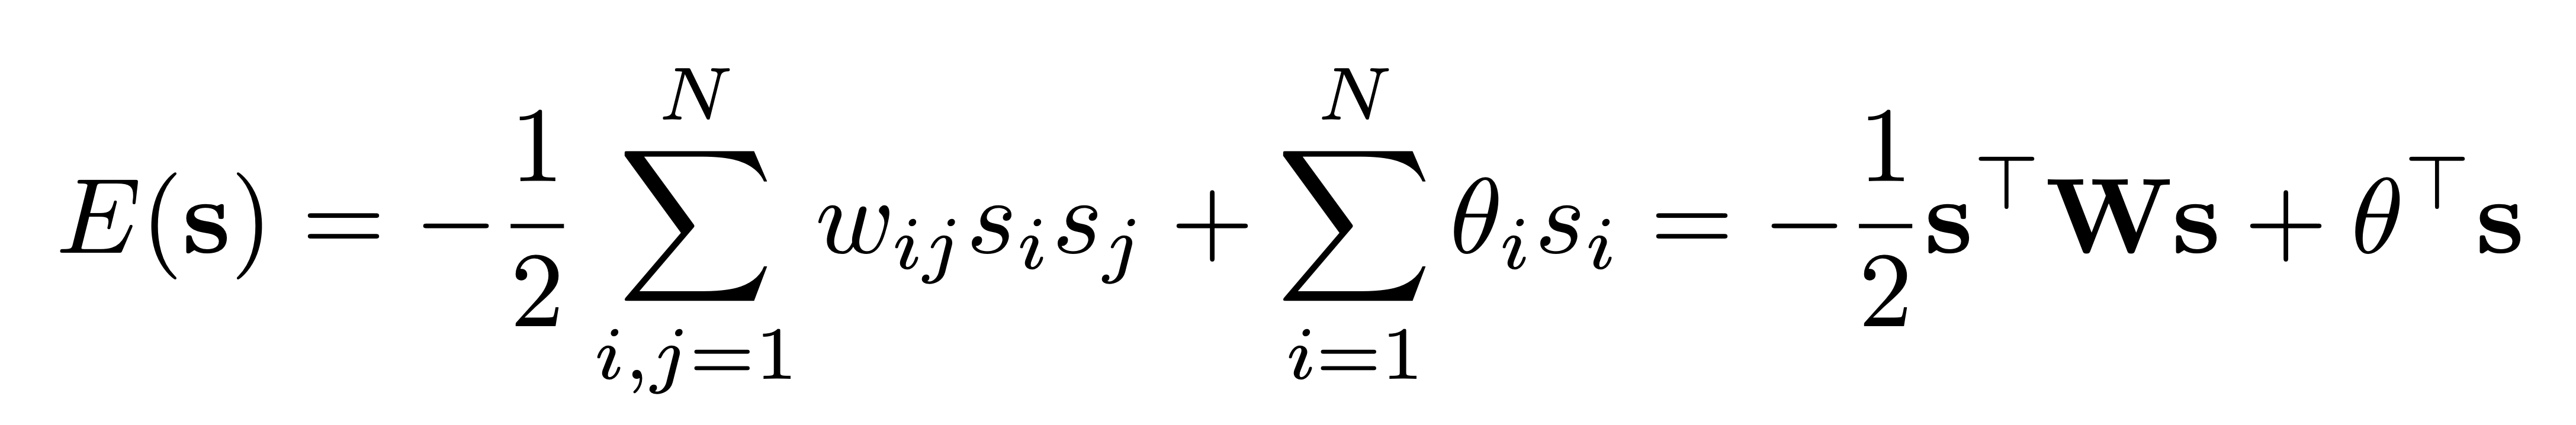 E(\mathbf{s}) = -\frac{1}{2} \sum_{i,j=1}^{N} w_{ij} s_i s_j + \sum_{i=1}^{N} \theta_i s_i = -\frac{1}{2} \mathbf{s}^\top \mathbf{W} \mathbf{s} + \theta^\top \mathbf{s}